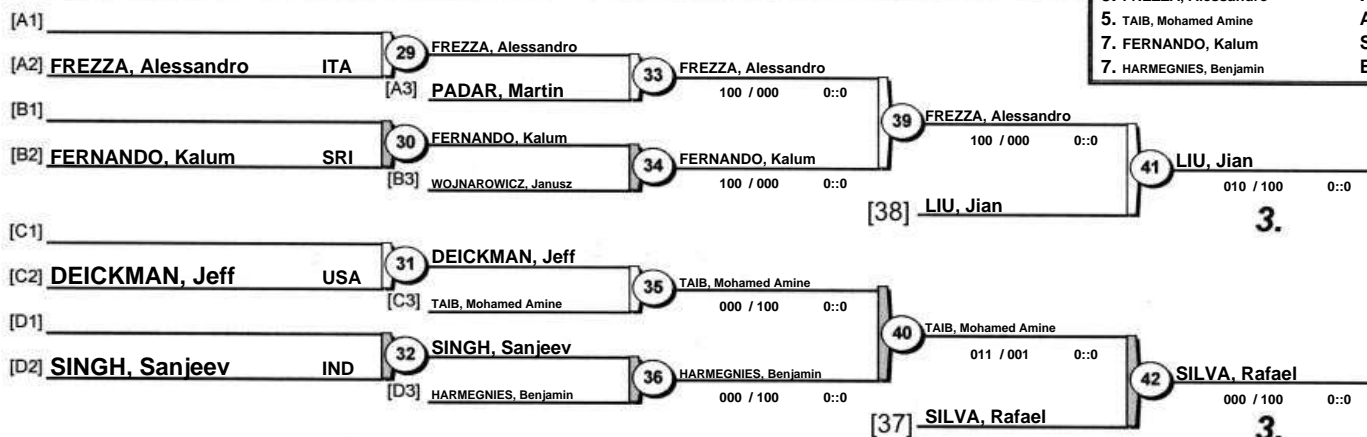 5. TAIB, Mohamed Amine A
7. FERNANDO, Kalum S
7. HARMEGNIES, Benjamin B
[A1]
[A2] FREZZA, Alessandro ITA
29 FREZZA, Alessandro
[A3] PADAR, Martin
33 FREZZA, Alessandro
100 / 000 0::0
[B1]
[B2] FERNANDO, Kalum SRI
30 FERNANDO, Kalum
[B3] WOJNAROWICZ, Janusz
34 FERNANDO, Kalum
100 / 000 0::0
39 FREZZA, Alessandro
100 / 000 0::0
[38] LIU, Jian
41 LIU, Jian
010 / 100 0::0
3.
[C1]
[C2] DEICKMAN, Jeff USA
31 DEICKMAN, Jeff
[C3] TAIB, Mohamed Amine
35 TAIB, Mohamed Amine
000 / 100 0::0
[D1]
[D2] SINGH, Sanjeev IND
32 SINGH, Sanjeev
[D3] HARMEGNIES, Benjamin
36 HARMEGNIES, Benjamin
000 / 100 0::0
40 TAIB, Mohamed Amine
011 / 001 0::0
[37] SILVA, Rafael
42 SILVA, Rafael
000 / 100 0::0
3.